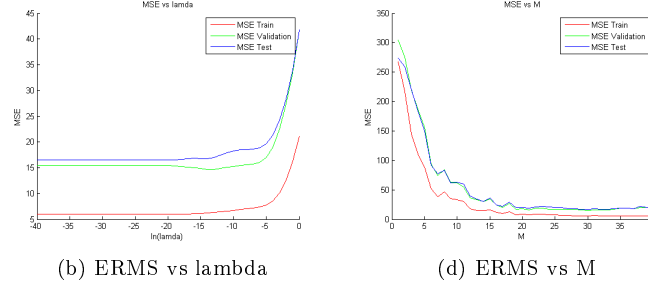 MSE vs lamda
MSE
45
40
35
30
25
20
15
10
5
-40
-35
-30
-25
-20
-15
-10
-5
0
ln(lamda)
MSE Train
MSE Validation
MSE Test
(b) ERMS vs lambda
MSE vs M
MSE
350
300
250
200
150
100
50
0
0
5
10
15
20
25
30
35
M
MSE Train
MSE Validation
MSE Test
(d) ERMS vs M